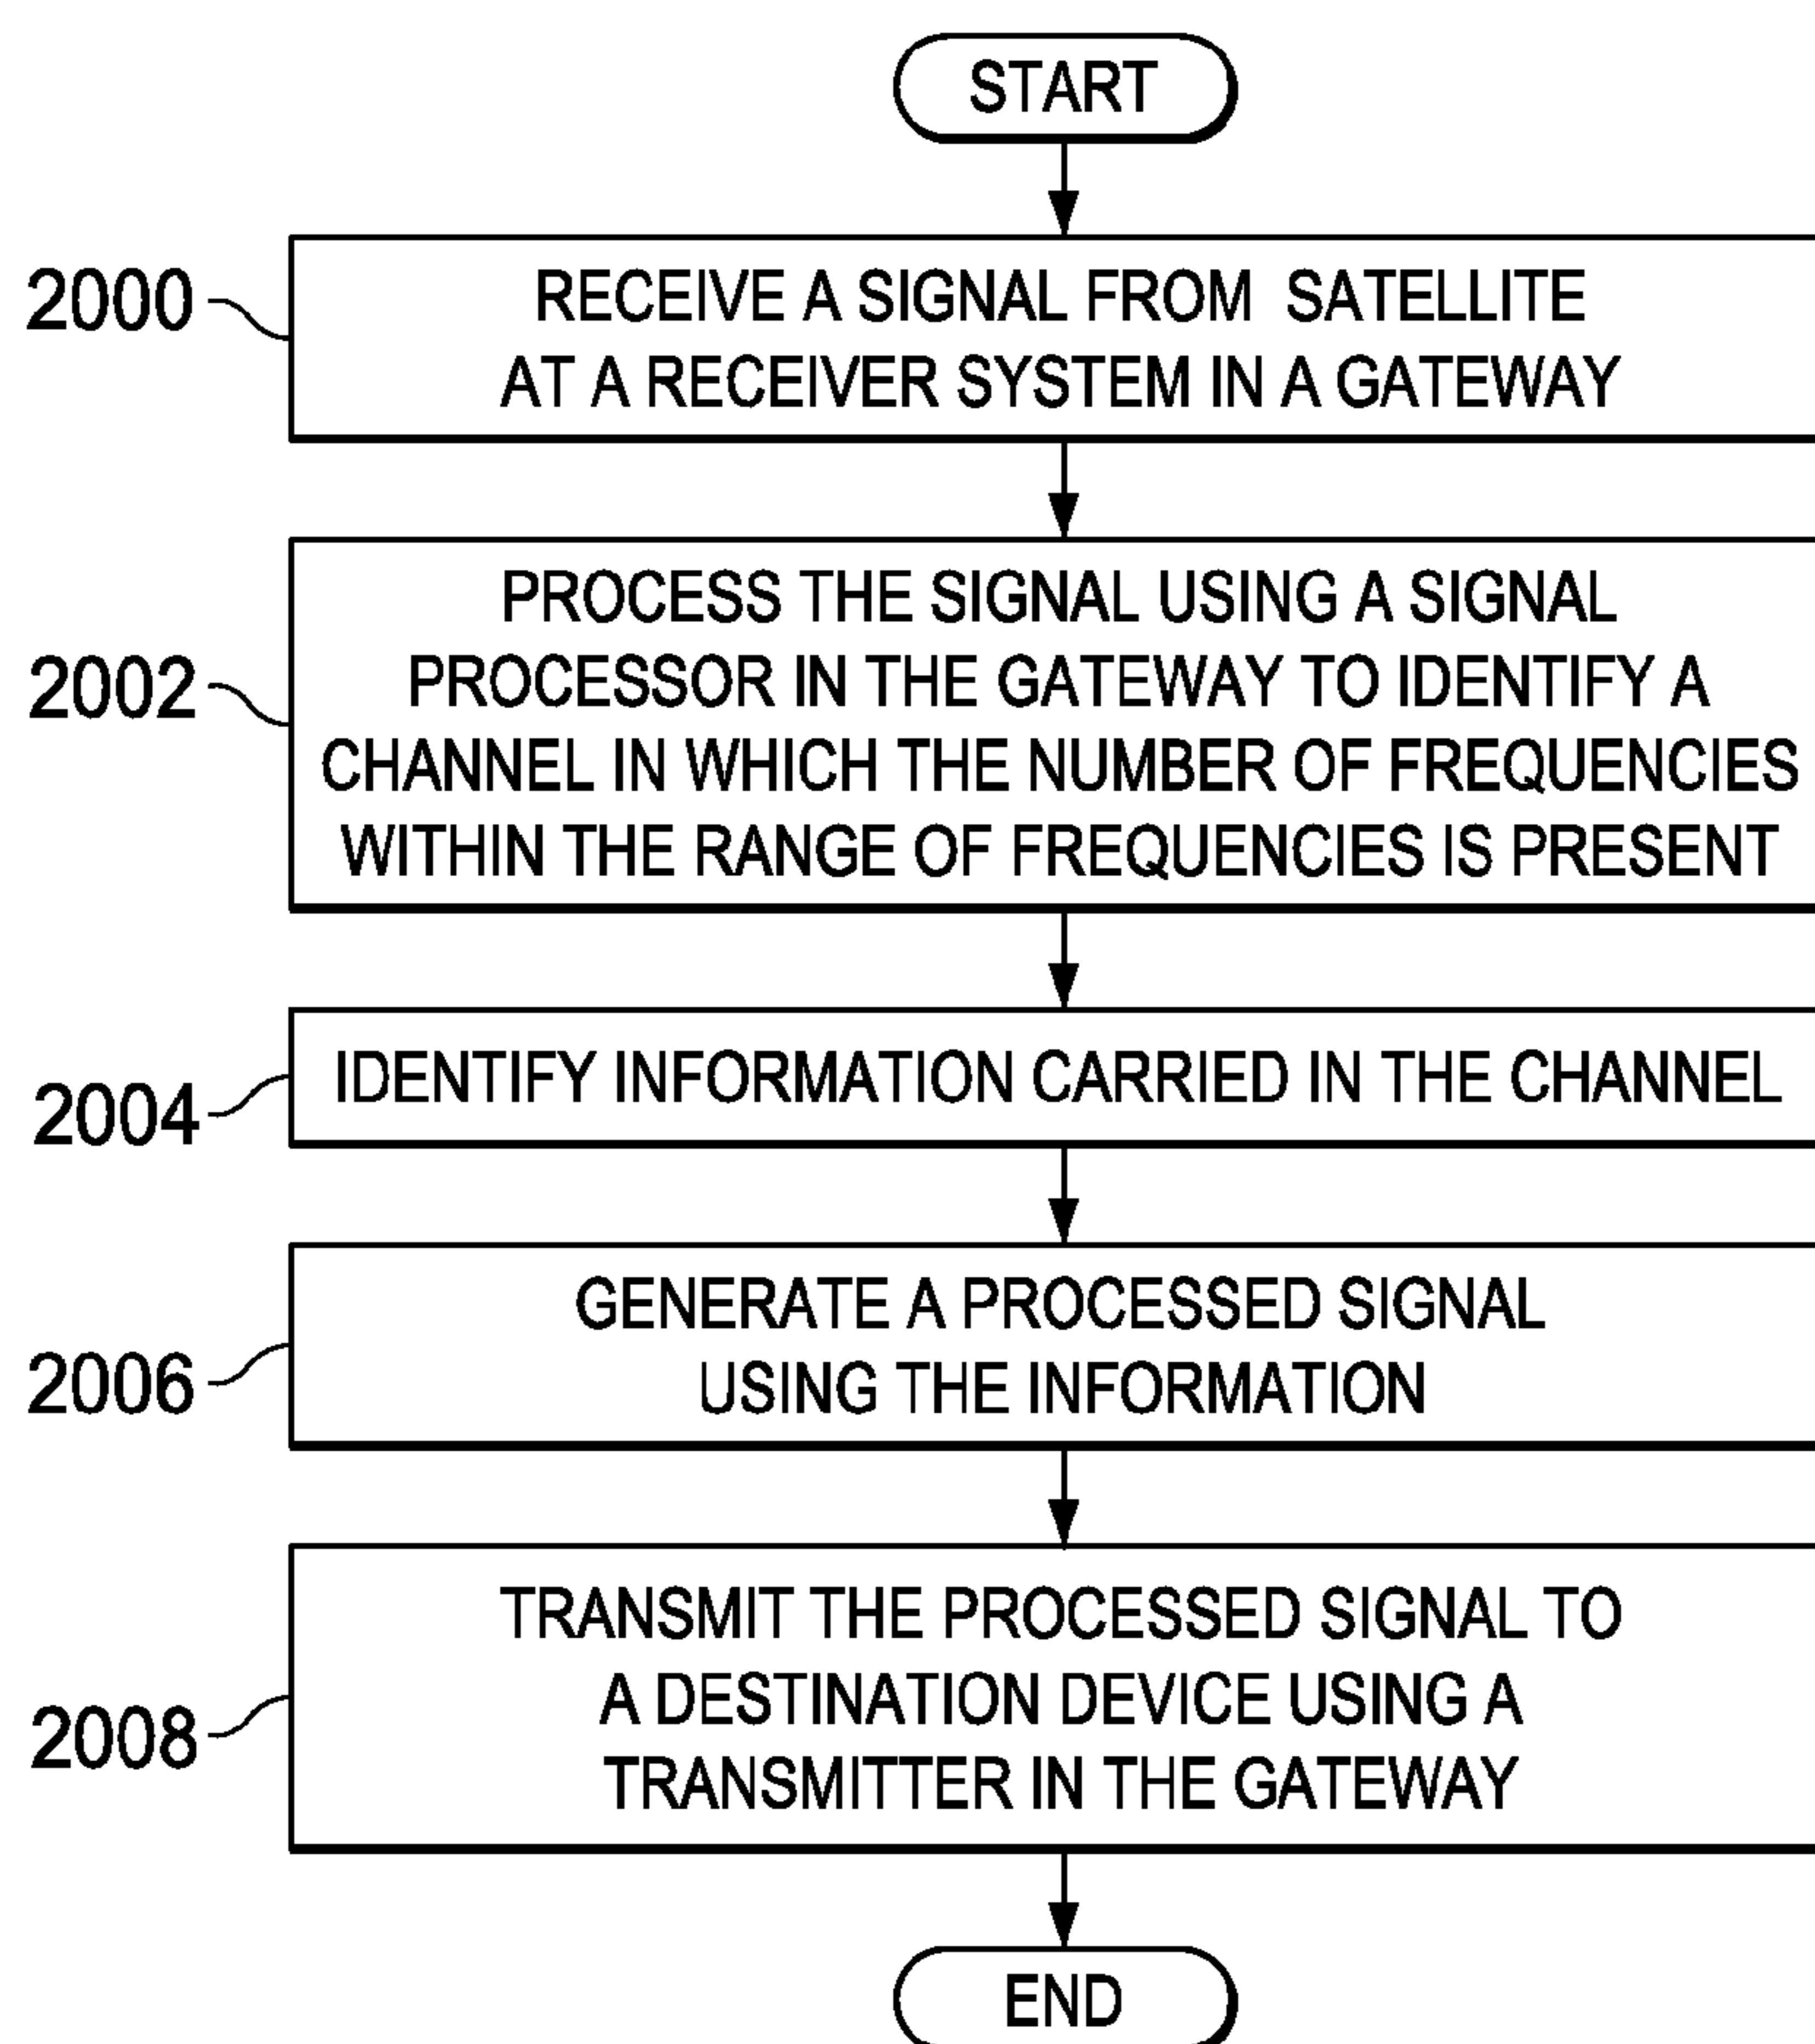 START
2000
RECEIVE A SIGNAL FROM SATELLITE
AT A RECEIVER SYSTEM IN A GATEWAY
2002
PROCESS THE SIGNAL USING A SIGNAL
PROCESSOR IN THE GATEWAY TO IDENTIFY A
CHANNEL IN WHICH THE NUMBER OF FREQUENCIES
WITHIN THE RANGE OF FREQUENCIES IS PRESENT
2004
IDENTIFY INFORMATION CARRIED IN THE CHANNEL
2006
GENERATE A PROCESSED SIGNAL
USING THE INFORMATION
2008
TRANSMIT THE PROCESSED SIGNAL TO
A DESTINATION DEVICE USING A
TRANSMITTER IN THE GATEWAY
END